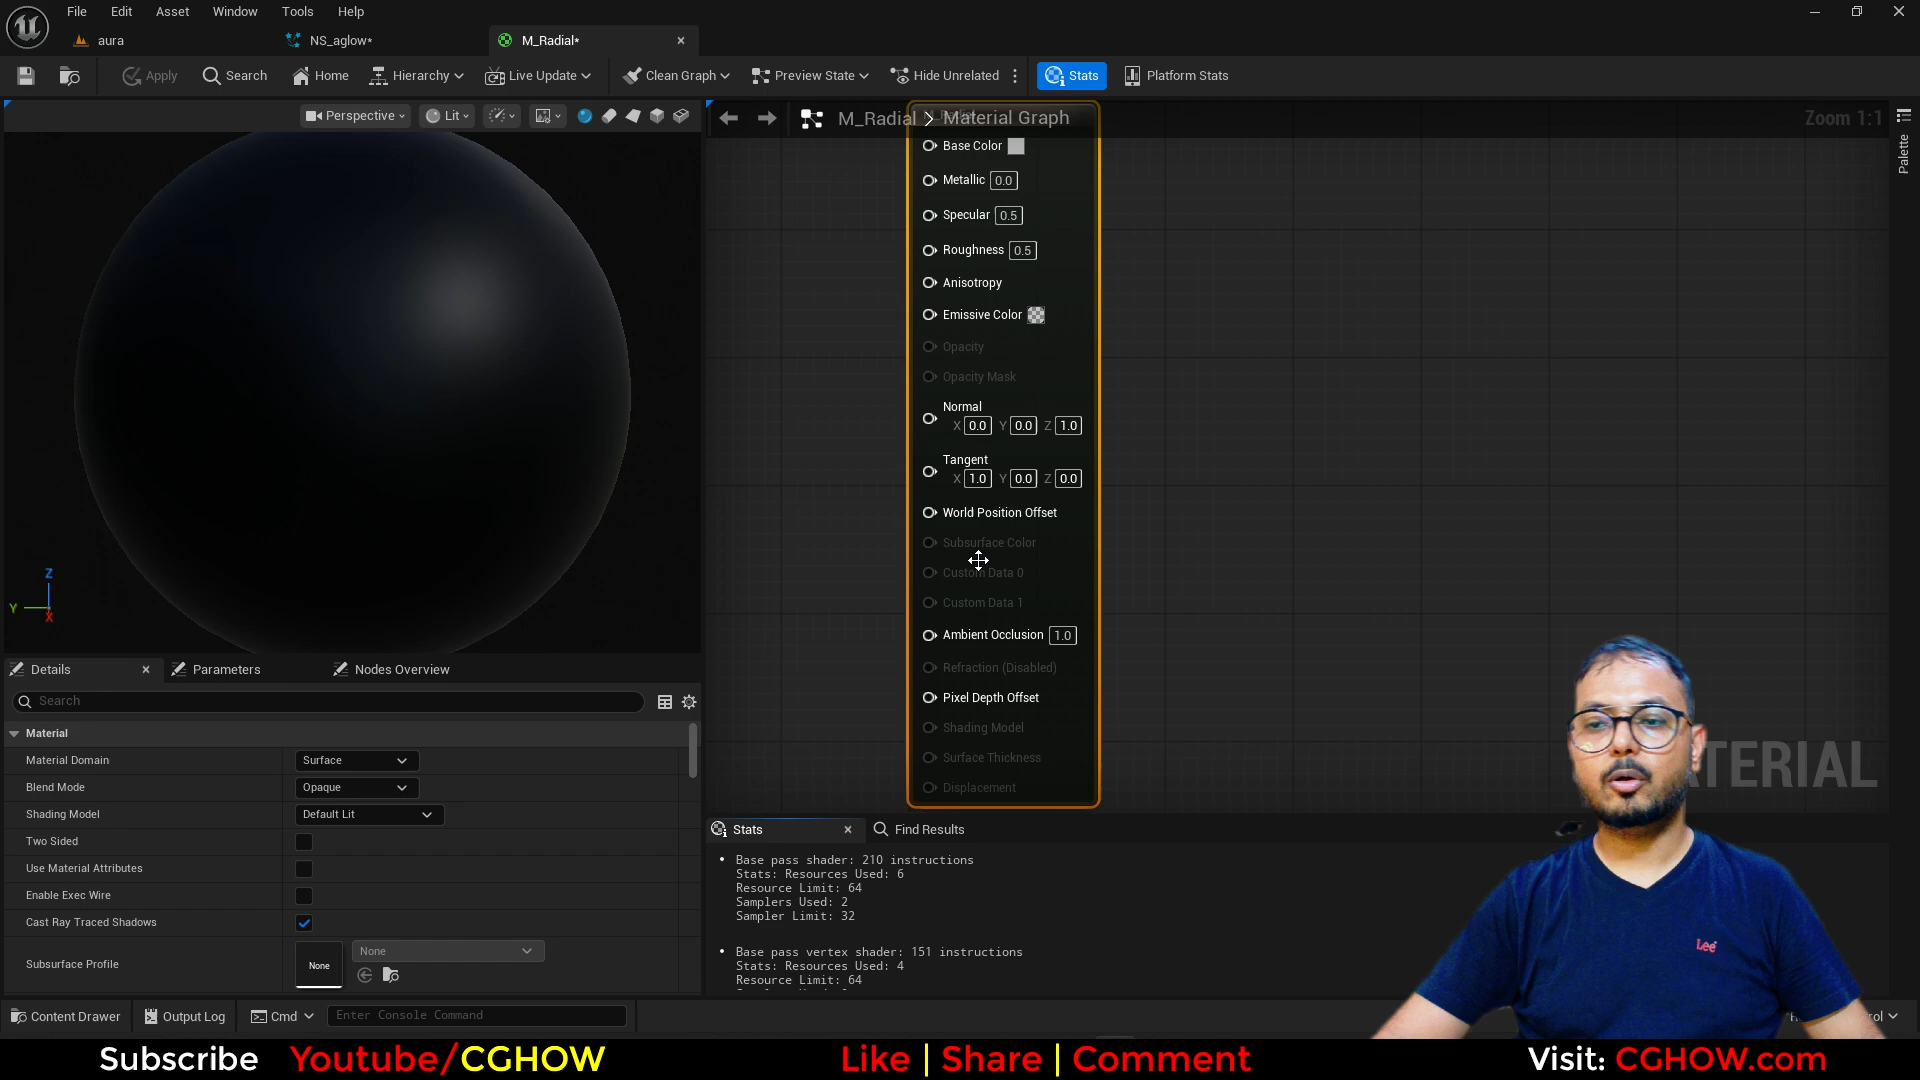 File Edit Asset Window Tools Help
aura NS_aglow* M_Radial*
Apply Search Home Hierarchy Live Update Clean Graph Preview State Hide Unrelated Stats Platform Stats
Perspective Lit
M_Radial > Material Graph Zoom 1:1
Palette
Base Color
Metallic 0.0
Specular 0.5
Roughness 0.5
Anisotropy
Emissive Color
Opacity
Opacity Mask
Normal
X 0.0 Y 0.0 Z 1.0
Tangent
X 1.0 Y 0.0 Z 0.0
World Position Offset
Subsurface Color
Custom Data 0
Custom Data 1
Ambient Occlusion 1.0
Refraction (Disabled)
Pixel Depth Offset
Shading Model
Surface Thickness
Displacement
Z
Y
X
Details Parameters Nodes Overview
Search
Material
Material Domain Surface
Blend Mode Opaque
Shading Model Default Lit
Two Sided
Use Material Attributes
Enable Exec Wire
Cast Ray Traced Shadows
Subsurface Profile None None
Stats Find Results
Base pass shader: 210 instructions
Stats: Resources Used: 6
Resource Limit: 64
Samplers Used: 2
Sampler Limit: 32
Base pass vertex shader: 151 instructions
Stats: Resources Used: 4
Resource Limit: 64
Lee
Content Drawer Output Log Cmd Enter Console Command
Subscribe Youtube/CGHOW Like | Share | Comment Visit: CGHOW.com